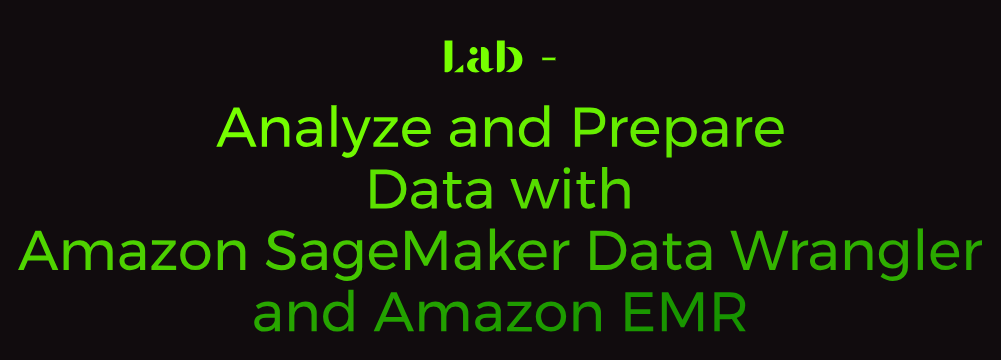 Lab -
Analyze and Prepare
Data with
Amazon SageMaker Data Wrangler
and Amazon EMR